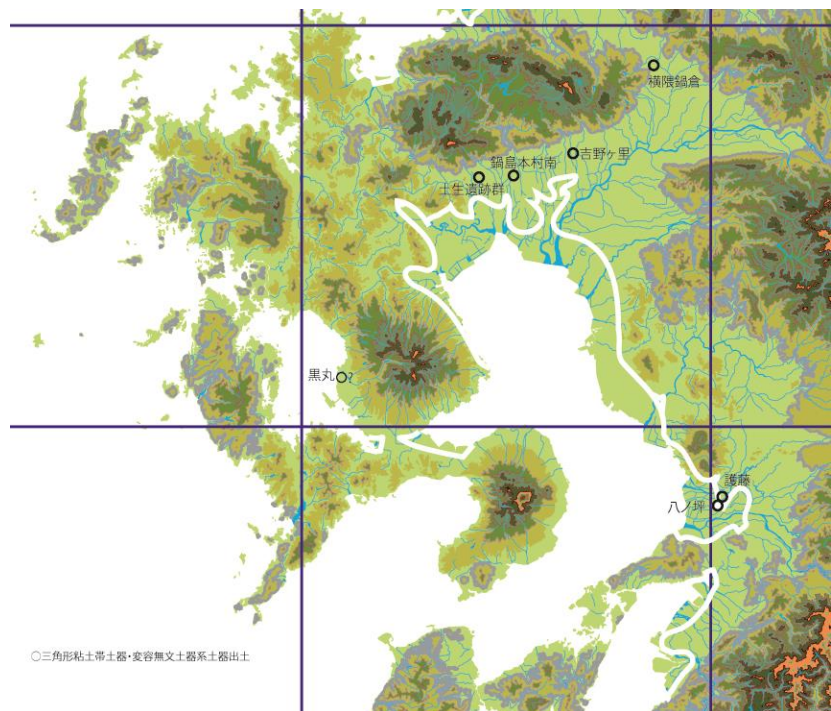 横隈鍋倉
吉野ヶ里
鍋島本村南
土生遺跡群
黒丸○?
護藤
八ノ坪
○三角形粘土帯土器・変容無文土器系土器出土